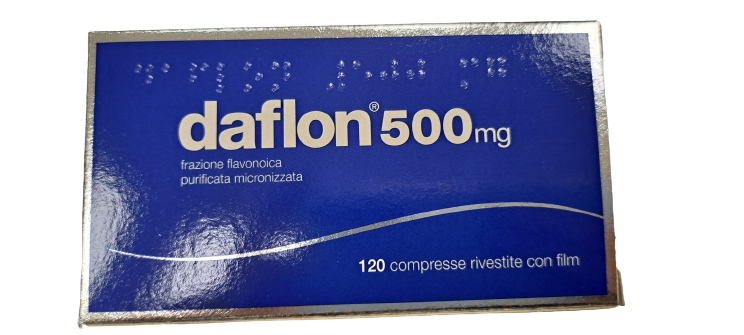 daflon® 500 mg
frazione flavonoica
purificata micronizzata
120 compresse rivestite con film